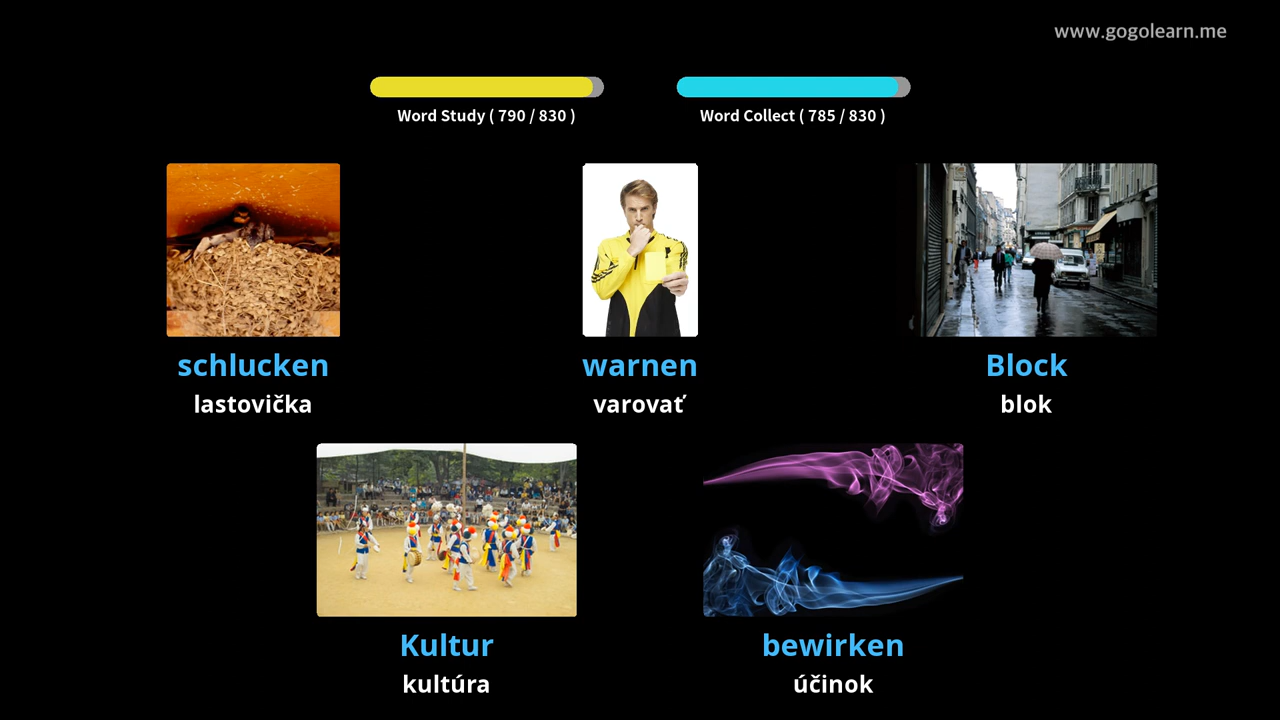 www.gogolearn.me
Word Study ( 790 / 830 )
Word Collect ( 785 / 830 )
schlucken
lastovička
warnen
varovať
Block
blok
Kultur
kultúra
bewirken
účinok